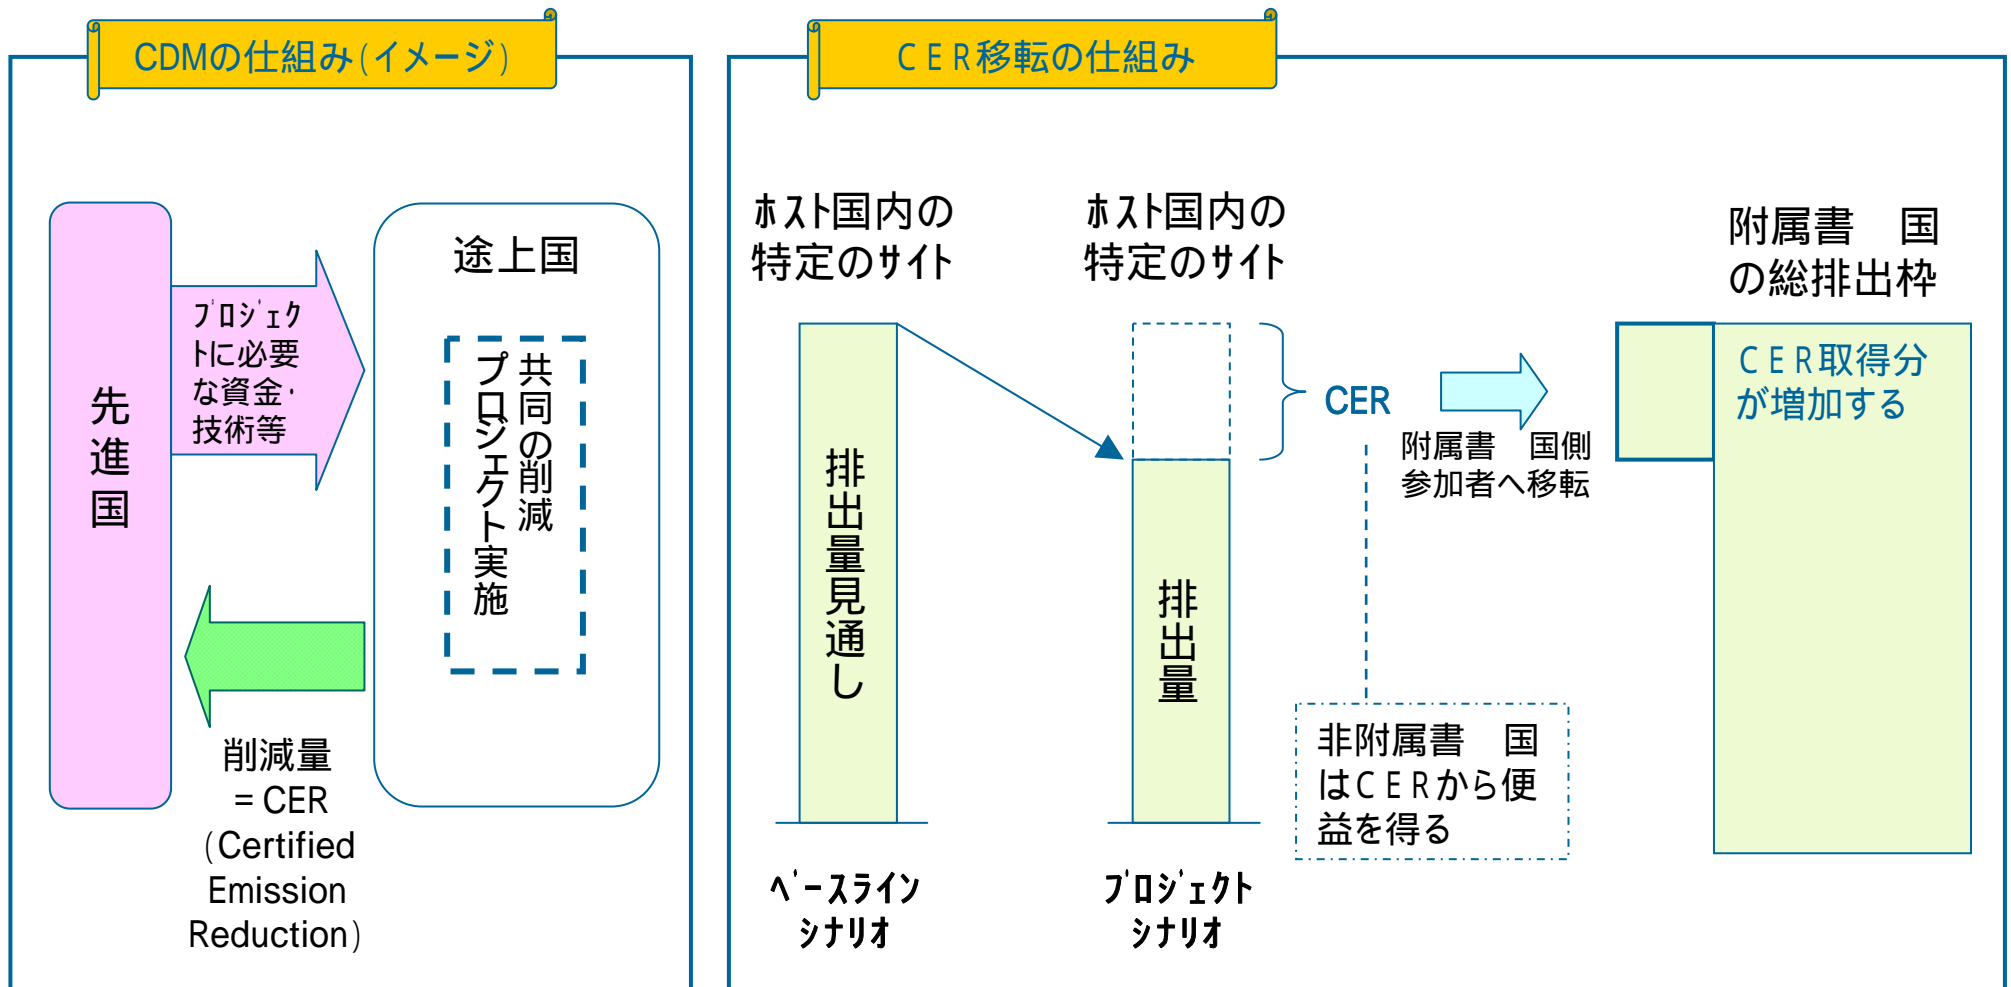 CDMの仕組み(イメージ)
先進国
プロジェク
トに必要
な資金・
技術等
途上国
共同の削減
プロジェクト実施
削減量
=CER
(Certified
Emission
Reduction)
CER移転の仕組み
ホスト国内の
特定のサイト
排出量見通し
ベースライン
シナリオ
ホスト国内の
特定のサイト
排出量
プロジェクト
シナリオ
CER
附属書　国側
参加者へ移転
非附属書　国
はCERから便
益を得る
附属書　国
の総排出枠
CER取得分
が増加する